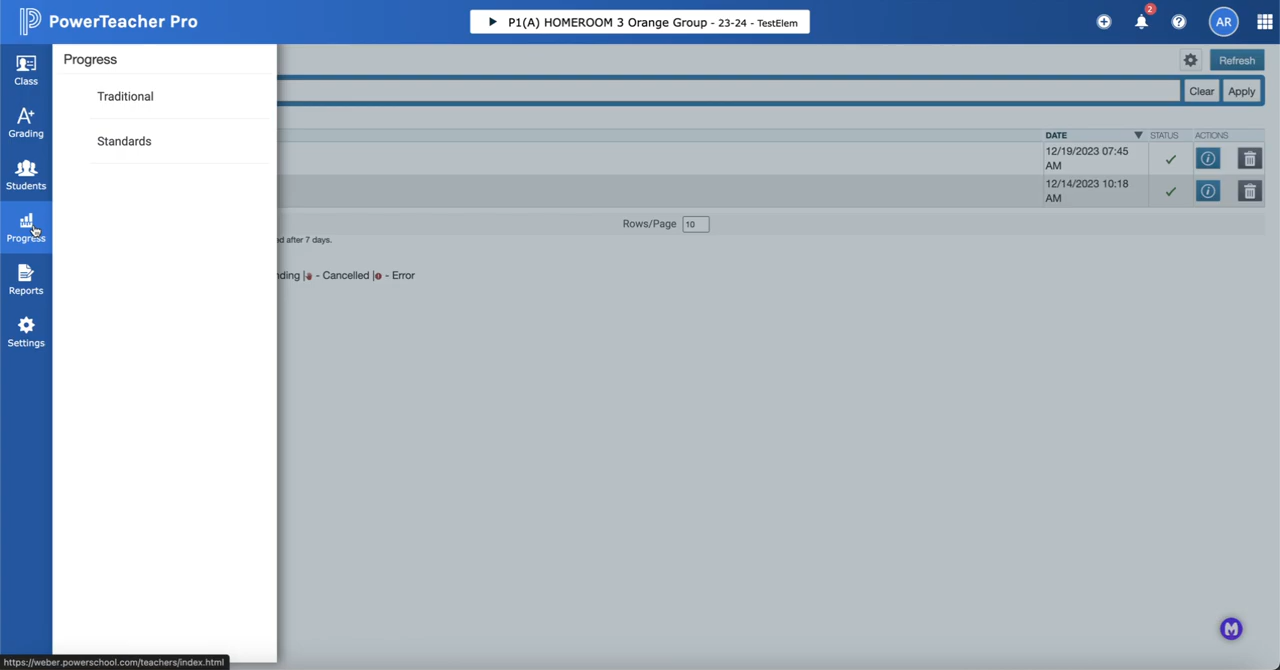 PowerTeacher Pro
P1(A) HOMEROOM 3 Orange Group - 23-24 - TestElem
2
AR
Class
Grading
Students
Progress
Reports
Settings
Progress
Traditional
Standards
Refresh
Clear
Apply
DATE
STATUS
ACTIONS
12/19/2023 07:45
AM
12/14/2023 10:18
AM
Rows/Page 10
d after 7 days.
nding | - Cancelled | - Error
https://weber.powerschool.com/teachers/index.html